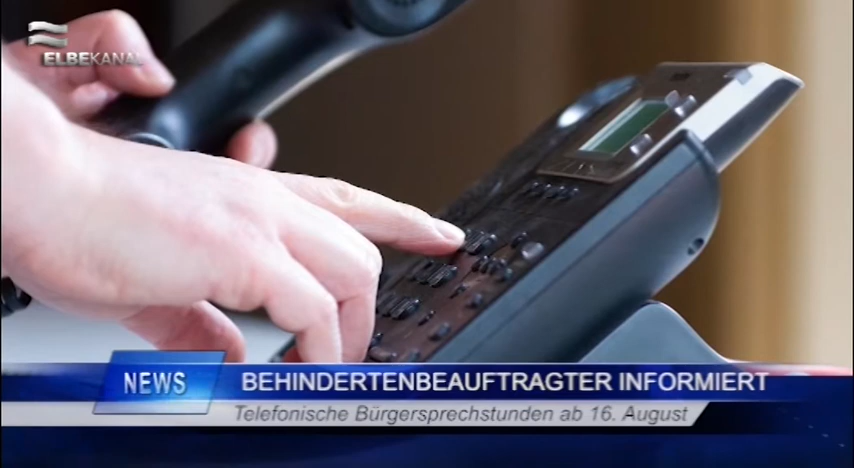 ELBEKANAL
NEWS
BEHINDERTENBEAUFTRAGTER INFORMIERT
Telefonische Bürgersprechstunden ab 16. August